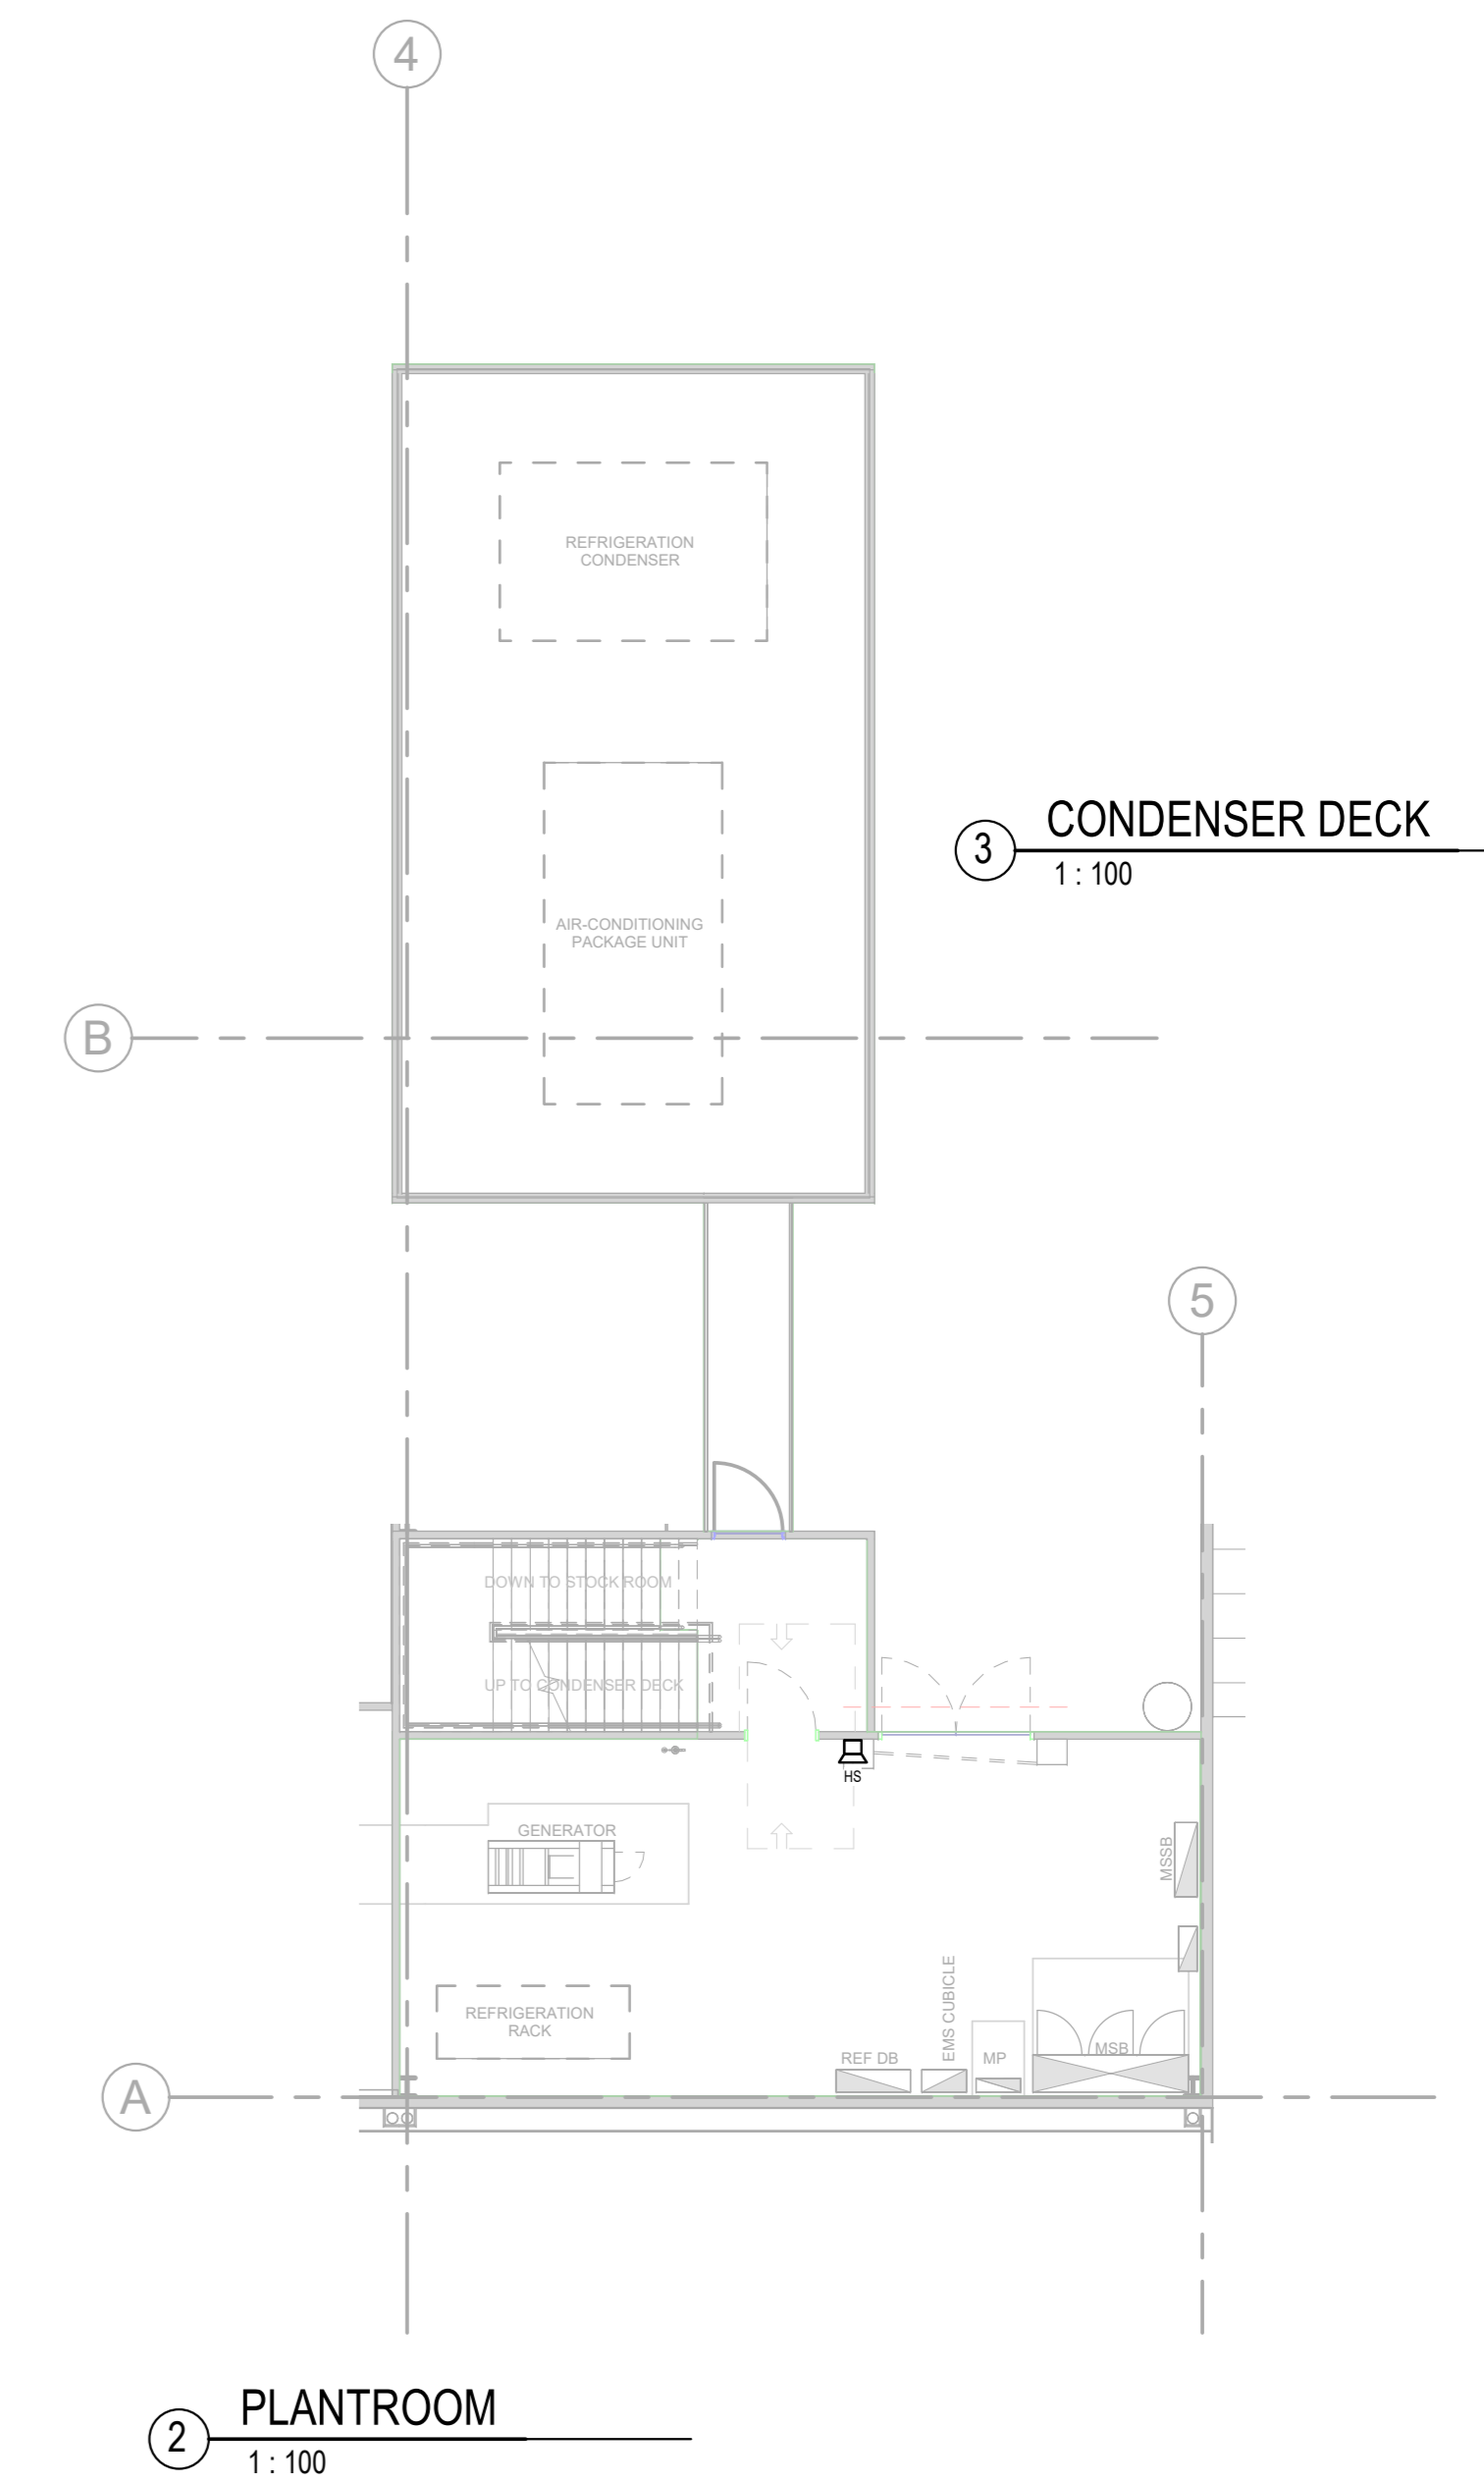 4
REFRIGERATION
CONDENSER
3
CONDENSER DECK
1 : 100
AIR-CONDITIONING
PACKAGE UNIT
B
5
DOWN TO STOCK ROOM
UP TO CONDENSER DECK
HS
GENERATOR
MSSB
REFRIGERATION
RACK
EMS CUBICLE
REF DB
MP
MSB
A
2
PLANTROOM
1 : 100